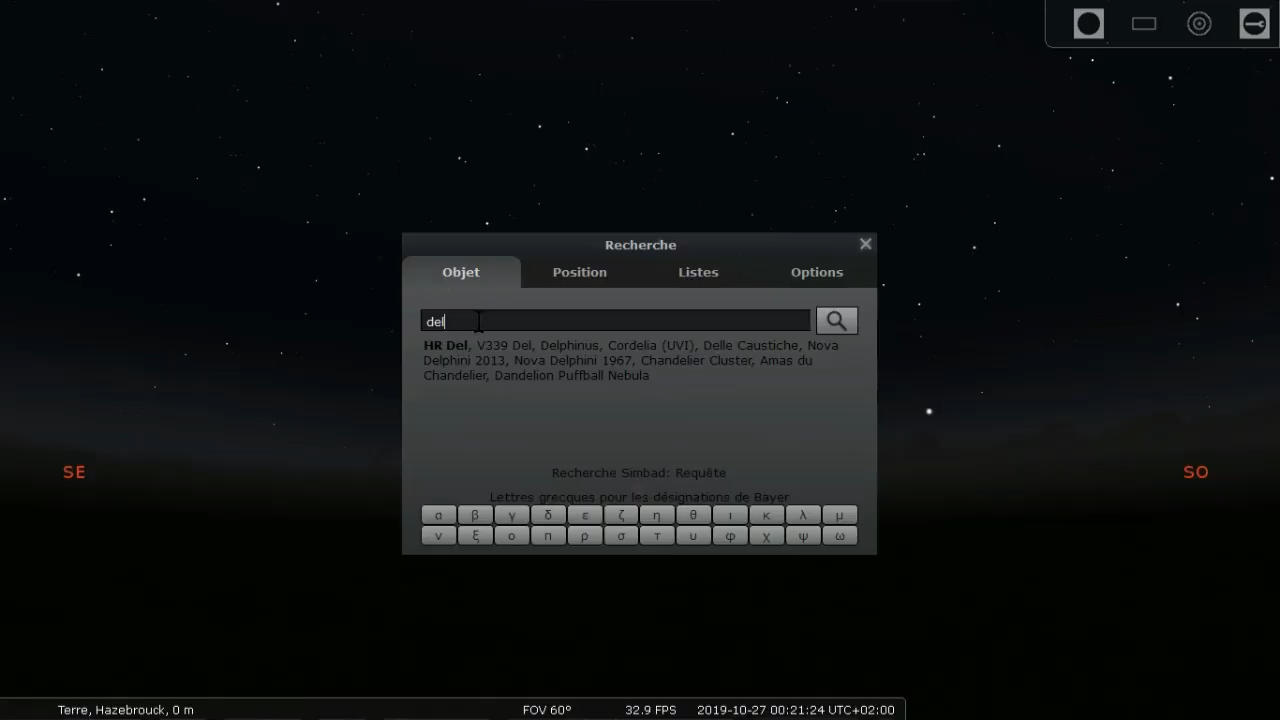 Recherche
Objet Position Listes Options
del
HR Del, V339 Del, Delphinus, Cordelia (UVI), Delle Caustiche, Nova
Delphini 2013, Nova Delphini 1967, Chandelier Cluster, Amas du
Chandelier, Dandelion Puffball Nebula
SE
SO
Recherche Simbad: Requête
Lettres grecques pour les désignations de Bayer
α β γ δ ε ζ η θ ι κ λ μ
ν ξ ο π ρ σ τ υ φ χ ψ ω
Terre, Hazebrouck, 0 m FOV 60° 32.9 FPS 2019-10-27 00:21:24 UTC+02:00